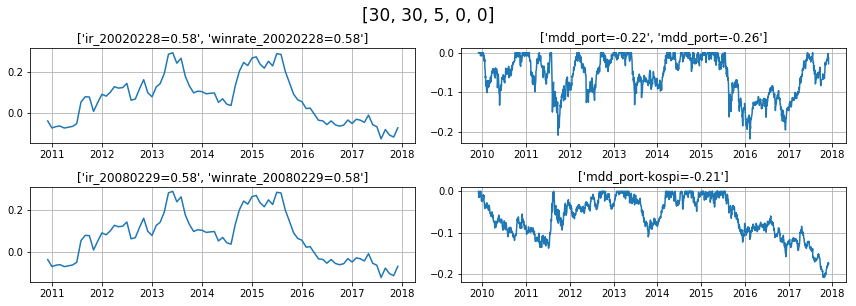 [30, 30, 5, 0, 0]
['ir_20020228=0.58', 'winrate_20020228=0.58']
0.2
0.0
2011 2012 2013 2014 2015 2016 2017 2018
['mdd_port=-0.22', 'mdd_port=-0.26']
0.0
−0.1
−0.2
2010 2011 2012 2013 2014 2015 2016 2017 2018
['ir_20080229=0.58', 'winrate_20080229=0.58']
0.2
0.0
2011 2012 2013 2014 2015 2016 2017 2018
['mdd_port-kospi=-0.21']
0.0
−0.1
−0.2
2010 2011 2012 2013 2014 2015 2016 2017 2018